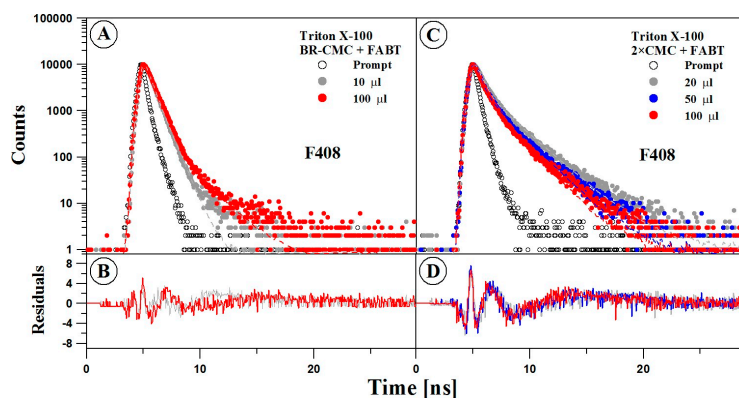 A
Triton X-100
BR-CMC + FABT
Prompt
10 µl
100 µl
F408
C
Triton X-100
2×CMC + FABT
Prompt
20 µl
50 µl
100 µl
F408
Counts
100000
10000
1000
100
10
1
B
D
Residuals
8
4
0
-4
-8
0 10 20 0 10 20
Time [ns]